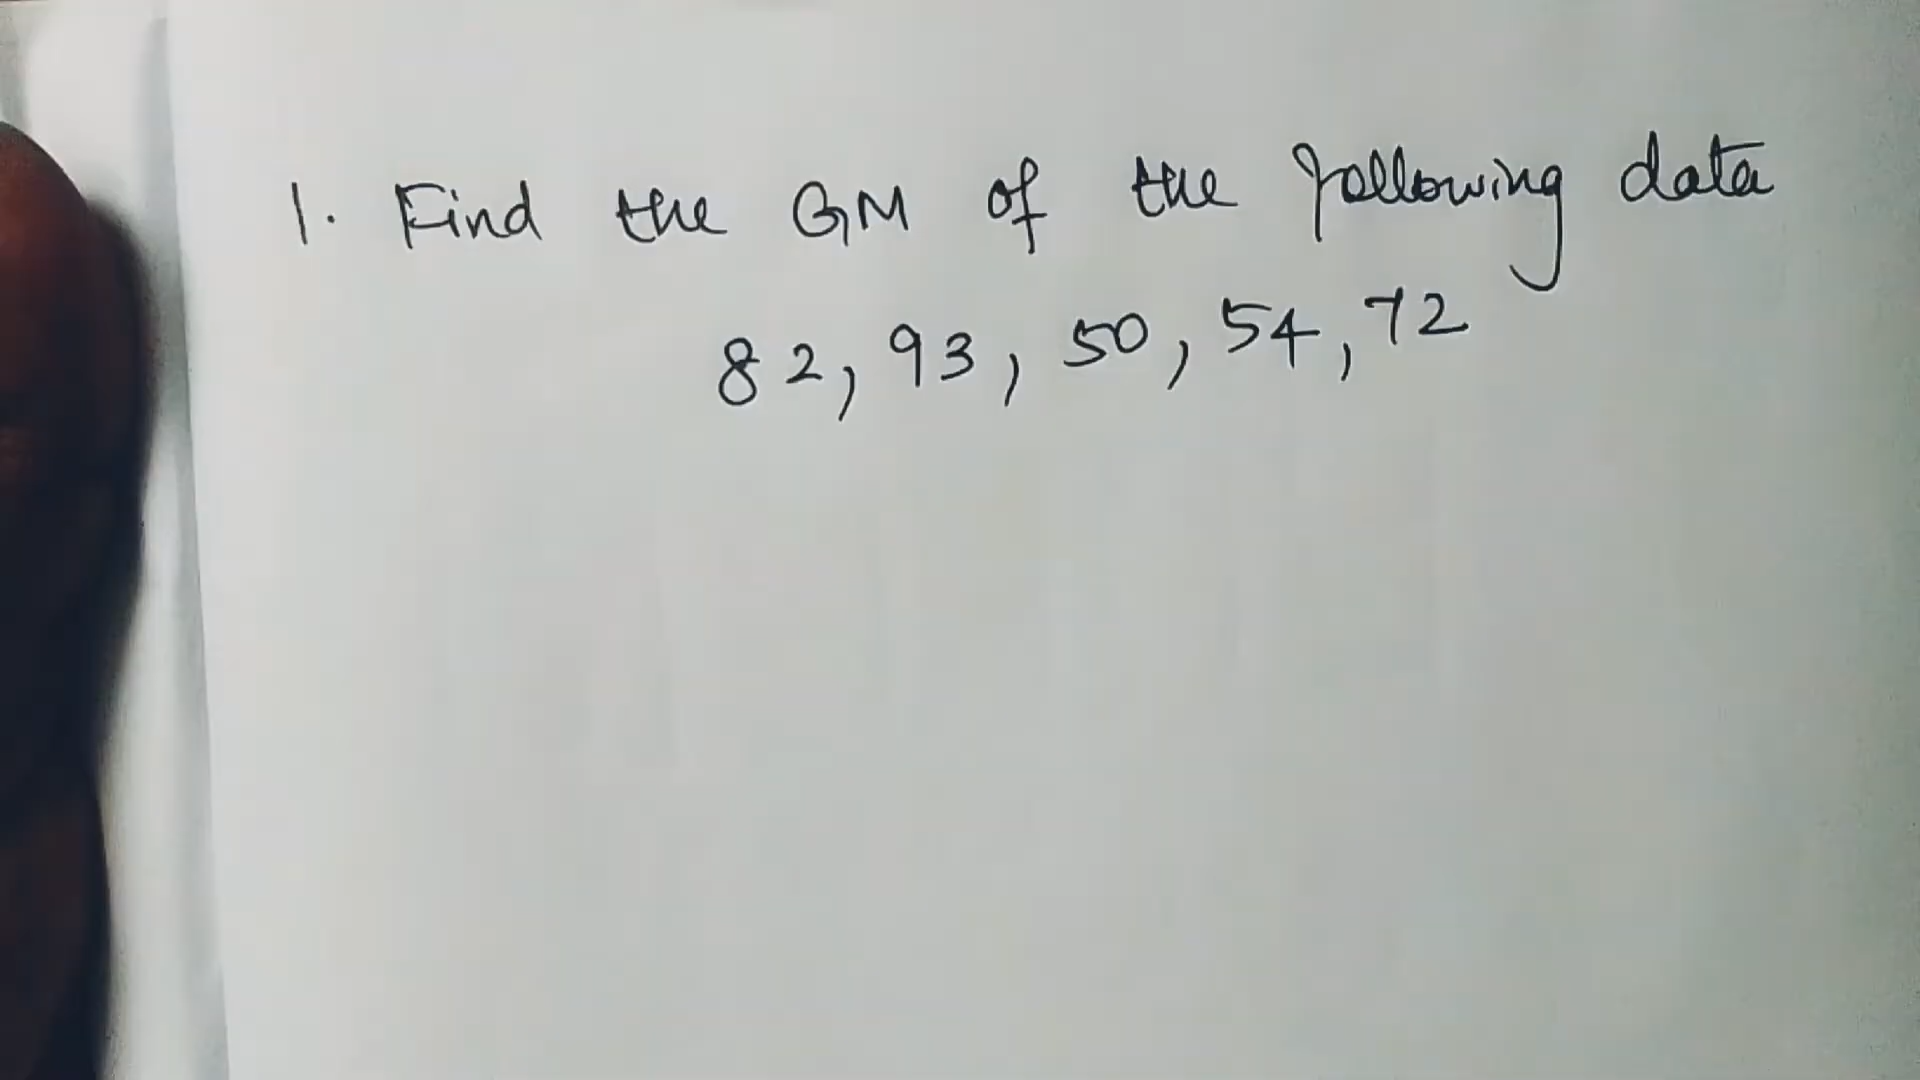 1. Find the GM of the following data
82, 93, 50, 54, 72